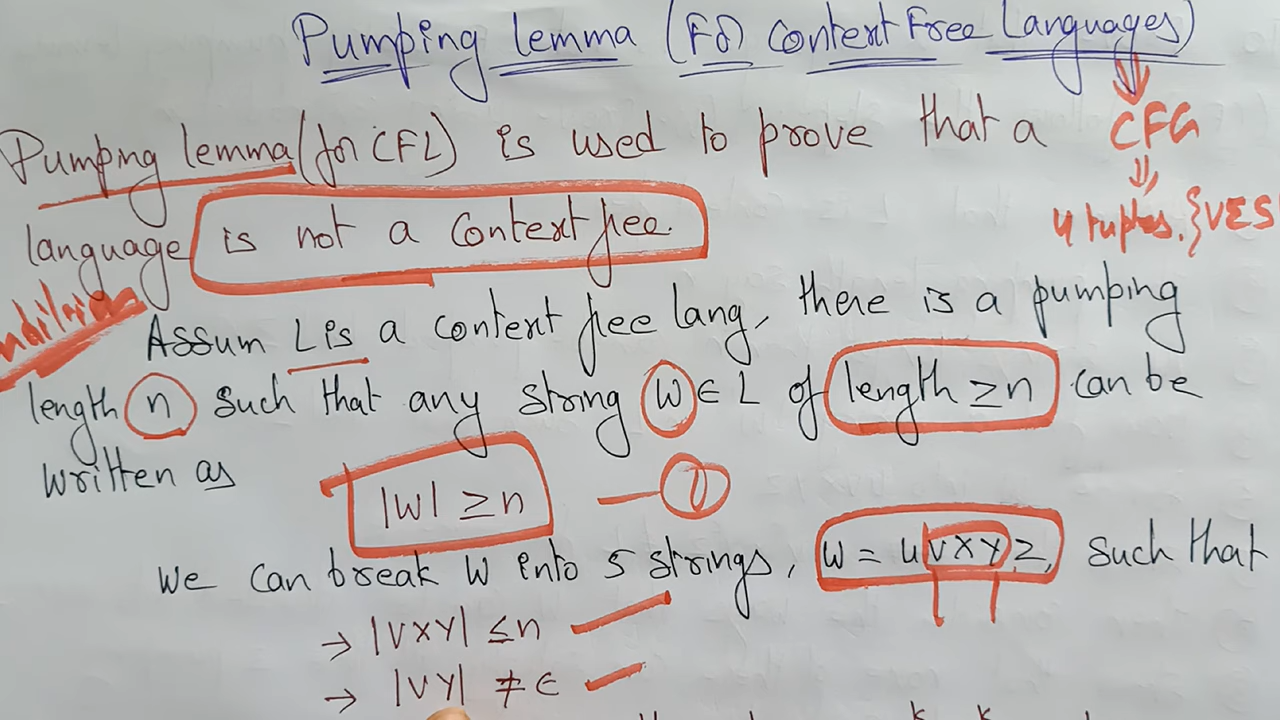 Pumping lemma (For) Context Free Languages)
Pumping lemma (for CFL) is used to prove that a
CFG
language is not a Context free.
4 tuples. }VES
Assum L is a context free lang, there is a pumping
length n such that any string W ∈ L of length ≥ n can be
written as
|W| ≥ n — 1
we can break W into 5 strings, W = uvxyz, such that
→ |vxy| ≤ n
→ |vy| ≠ ∈
k k